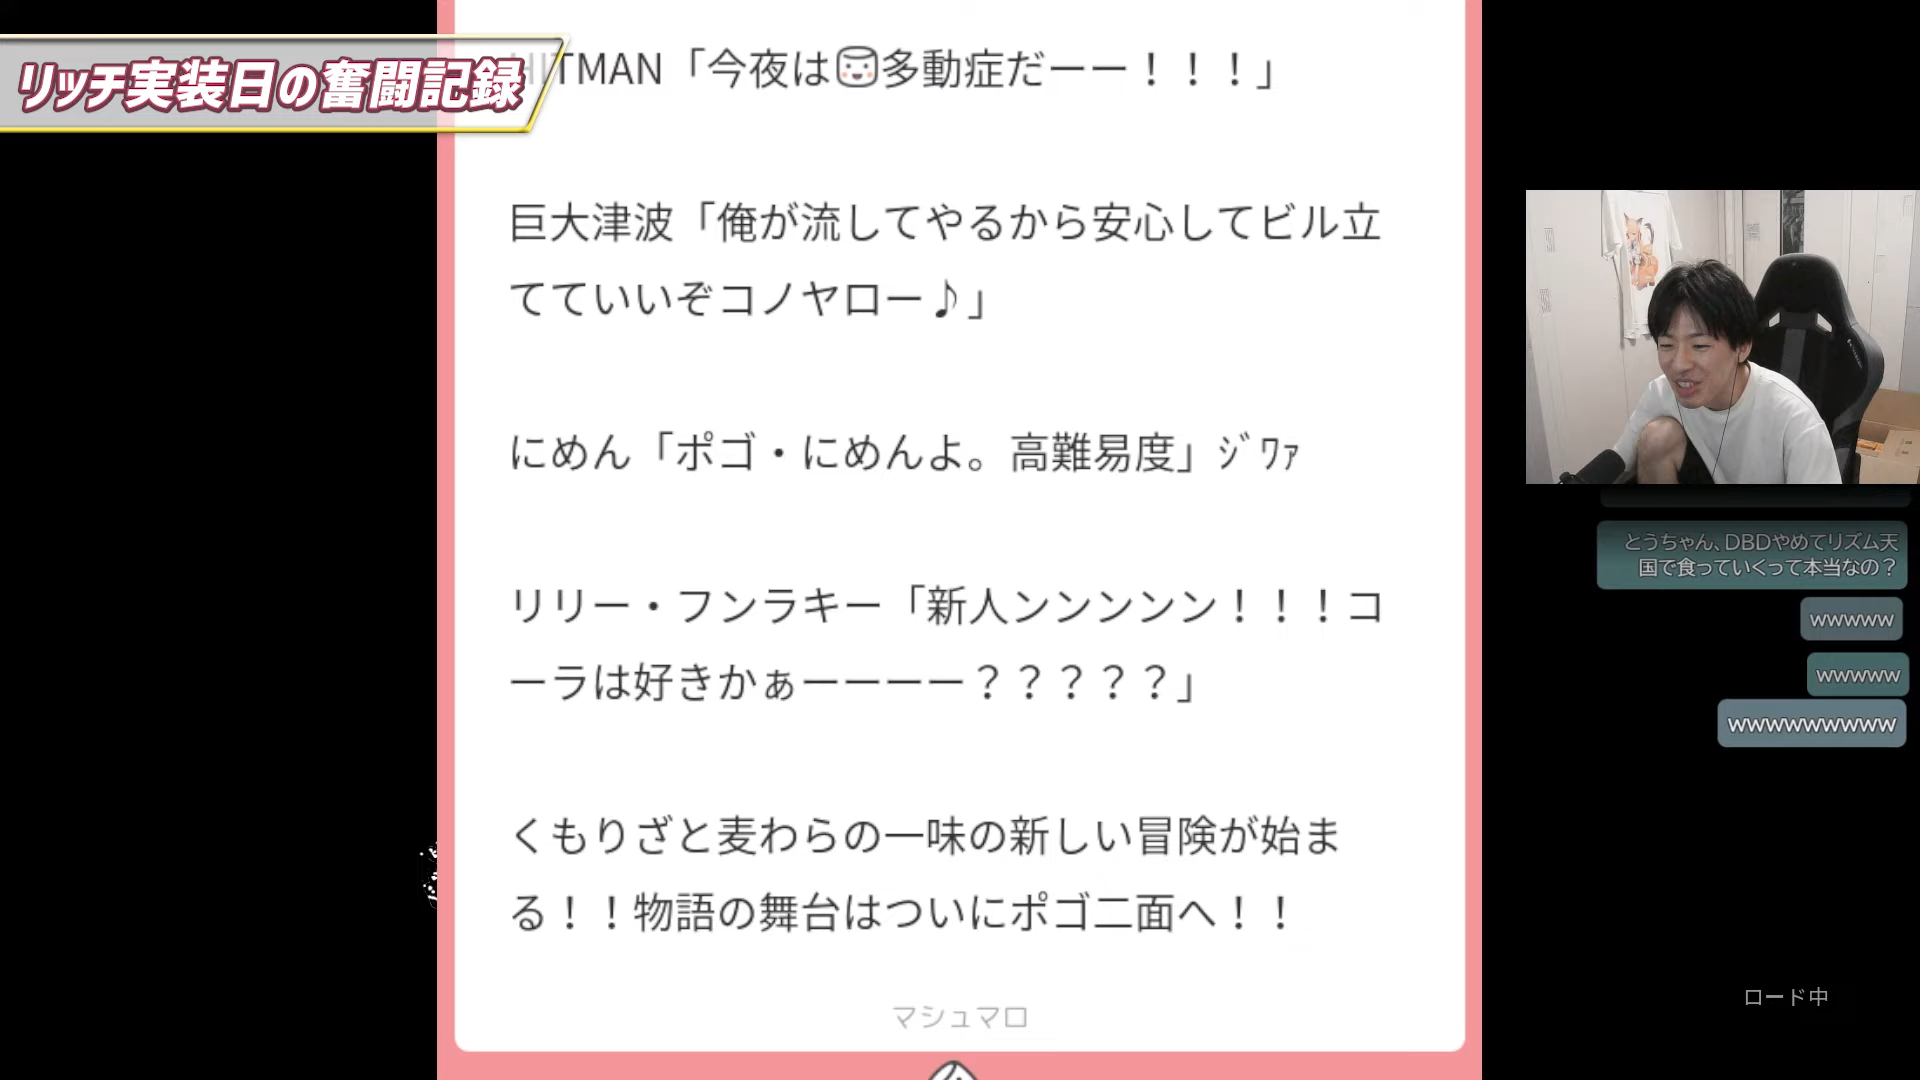 リッチ実装日の奮闘記録
HITMAN「今夜は多動症だーー！！！」
巨大津波「俺が流してやるから安心してビル立
てていいぞコノヤロー♪」
にめん「ポゴ・にめんよ。高難易度」ｼﾞﾜｧ
リリー・フンラキー「新人ンンンンン！！！コ
ーラは好きかぁーーーー？？？？？」
くもりざと麦わらの一味の新しい冒険が始ま
る！！物語の舞台はついにポゴ二面へ！！
マシュマロ
とうちゃん、DBDやめてリズム天
国で食っていくって本当なの？
wwwww
wwwww
wwwwwwwww
ロード中